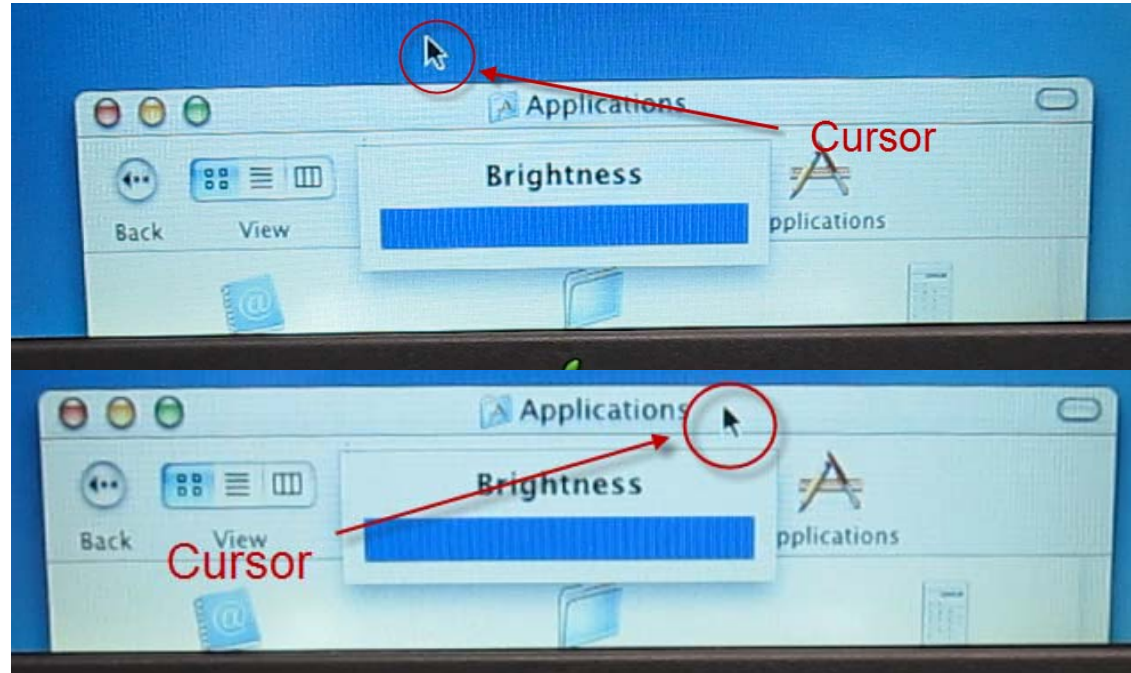 Applications
Cursor
Brightness
Back
View
pplications
Applications
Brightness
Back
View
pplications
Cursor